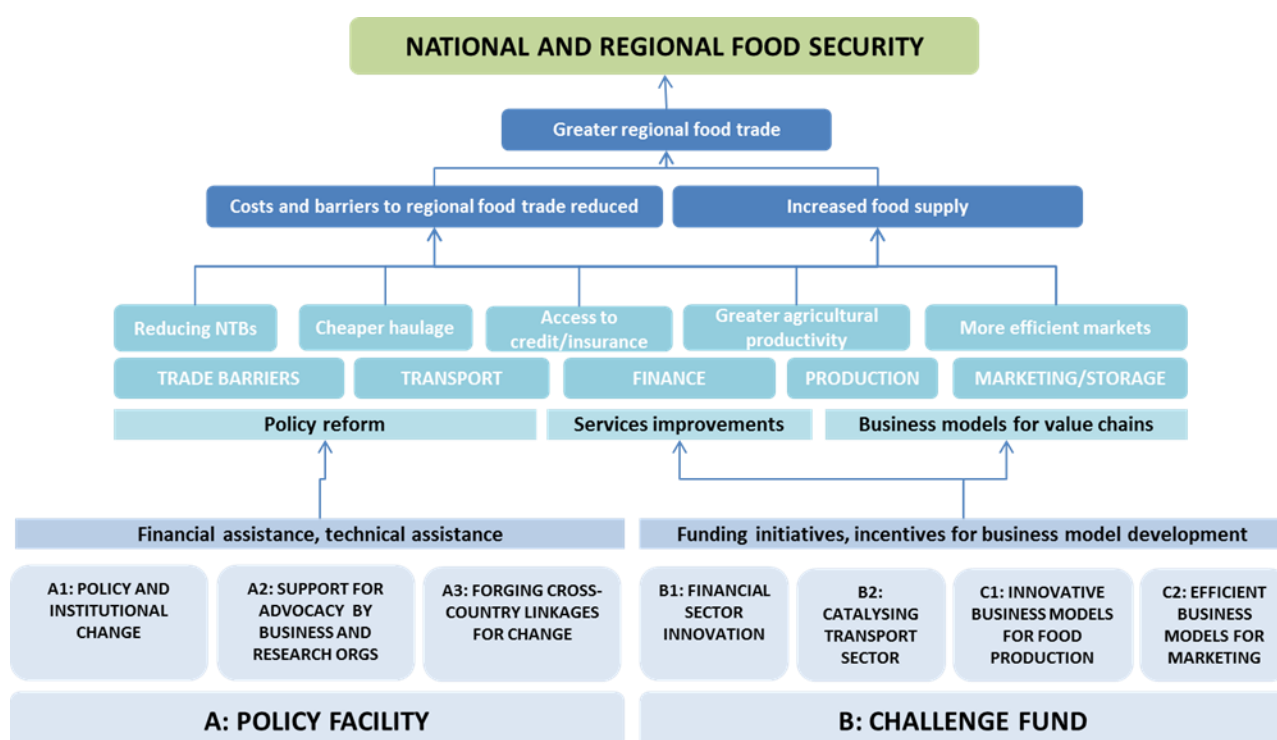 NATIONAL AND REGIONAL FOOD SECURITY
Greater regional food trade
Costs and barriers to regional food trade reduced
Increased food supply
Reducing NTBs
Cheaper haulage
Access to
credit/insurance
Greater agricultural
productivity
More efficient markets
TRADE BARRIERS
TRANSPORT
FINANCE
PRODUCTION
MARKETING/STORAGE
Policy reform
Services improvements
Business models for value chains
Financial assistance, technical assistance
Funding initiatives, incentives for business model development
A1: POLICY AND
INSTITUTIONAL
CHANGE
A2: SUPPORT FOR
ADVOCACY BY
BUSINESS AND
RESEARCH ORGS
A3: FORGING CROSS-
COUNTRY LINKAGES
FOR CHANGE
B1: FINANCIAL
SECTOR
INNOVATION
B2:
CATALYSING
TRANSPORT
SECTOR
C1: INNOVATIVE
BUSINESS MODELS
FOR FOOD
PRODUCTION
C2: EFFICIENT
BUSINESS
MODELS FOR
MARKETING
A: POLICY FACILITY
B: CHALLENGE FUND